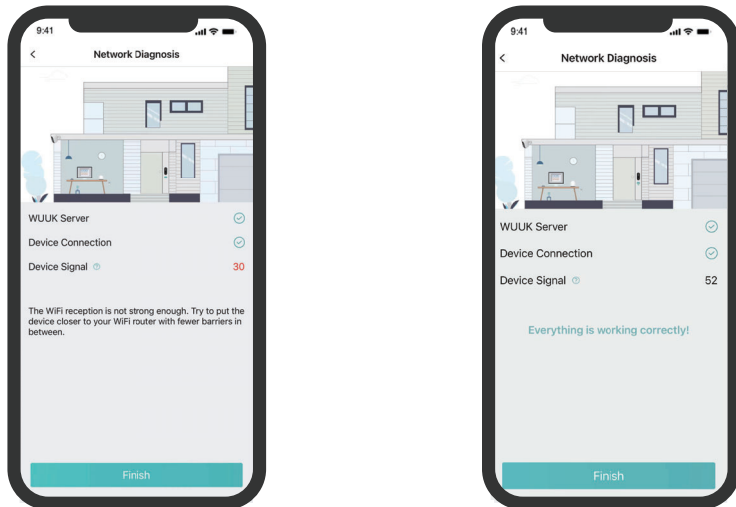 9:41
Network Diagnosis
WUUK Server
Device Connection
Device Signal
30
The WiFi reception is not strong enough. Try to put the
device closer to your WiFi router with fewer barriers in
between.
Finish
9:41
Network Diagnosis
WUUK Server
Device Connection
Device Signal
52
Everything is working correctly!
Finish